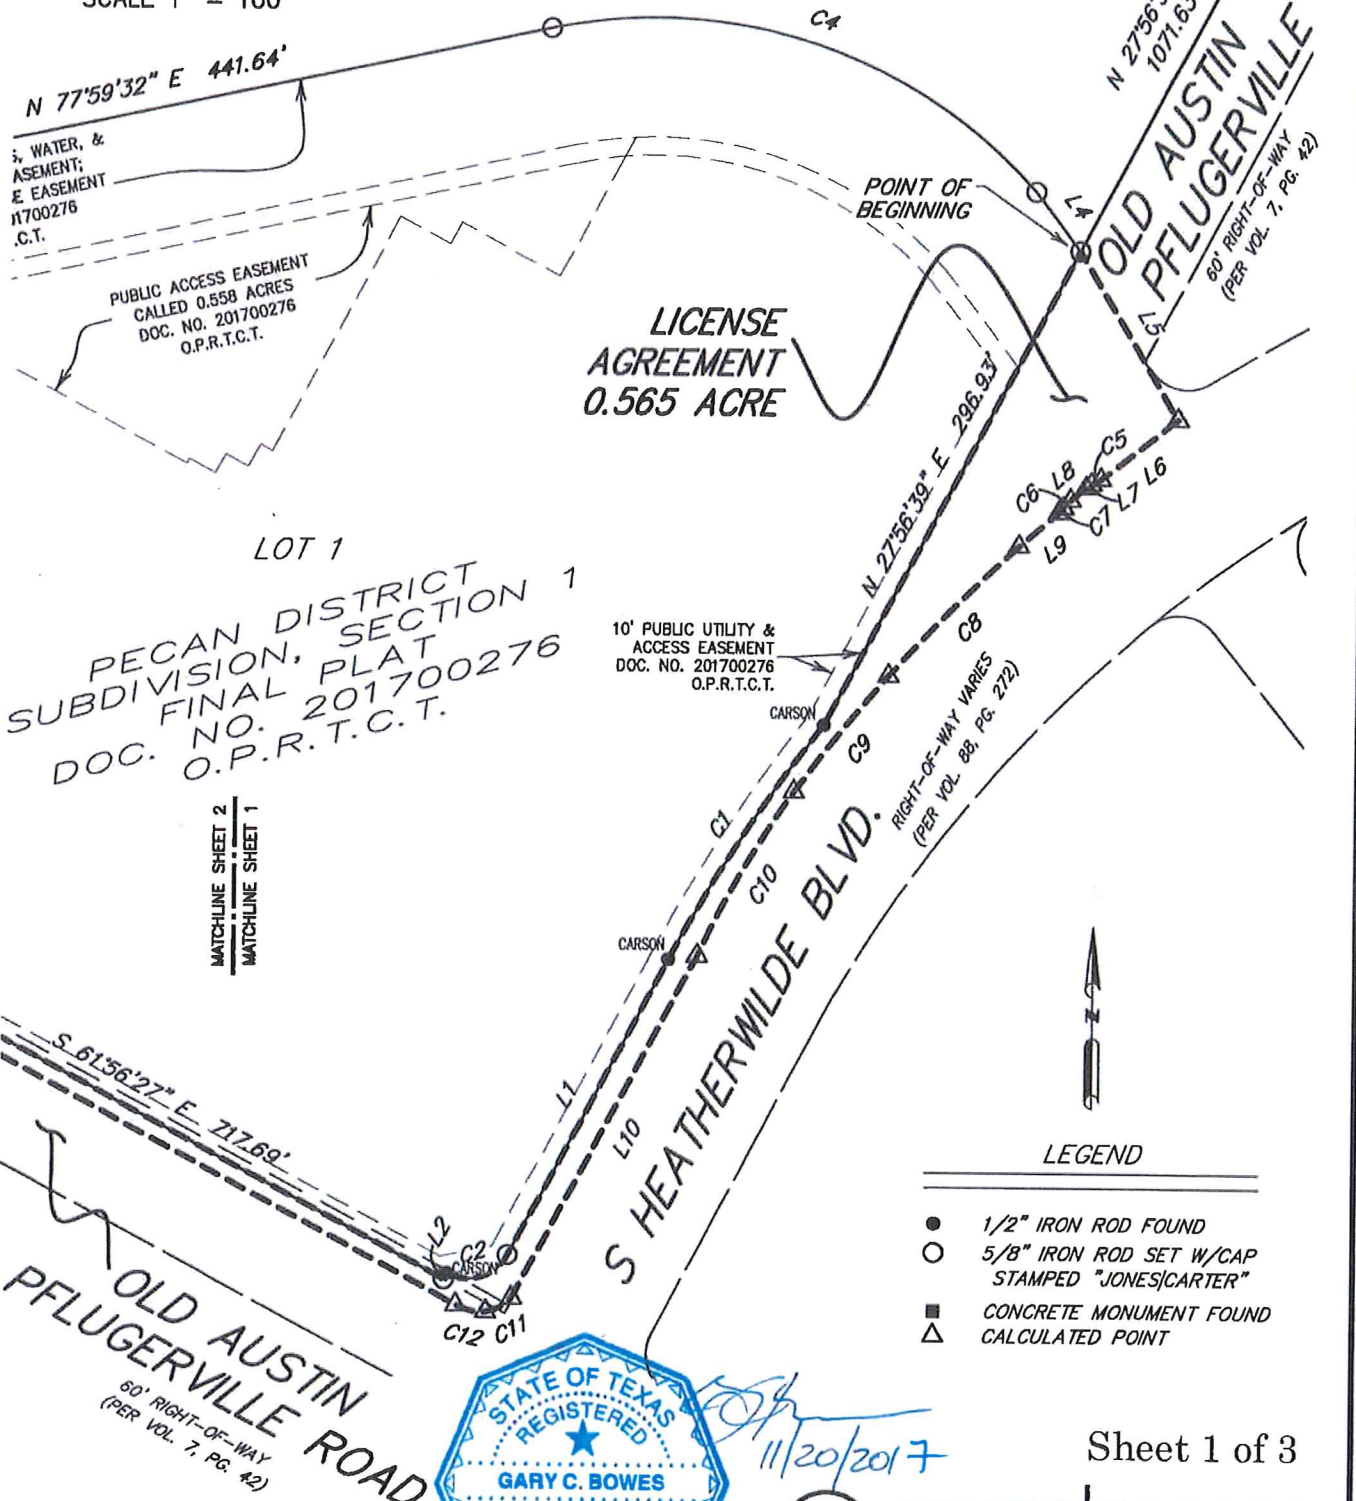 SCALE 1" = 100'
C4
N 77°59'32" E 441.64'
1071.63
OLD AUSTIN
PFLUGERVILLE
60' RIGHT-OF-WAY
(PER VOL. 7, PG. 42)
WATER, &
EASEMENT
.C.T.
POINT OF
BEGINNING
L4
L5
PUBLIC ACCESS EASEMENT
CALLED 0.558 ACRES
DOC. NO. 201700276
O.P.R.T.C.T.
LICENSE
AGREEMENT
0.565 ACRE
N 27°56'39" E 296.93'
C5
C6 L8
L6
C7 L7
L9
C8
LOT 1
PECAN DISTRICT
SUBDIVISION, SECTION 1
FINAL PLAT
DOC. NO. 201700276
O.P.R.T.C.T.
10' PUBLIC UTILITY &
ACCESS EASEMENT
DOC. NO. 201700276
O.P.R.T.C.T.
CARSON
C9
RIGHT-OF-WAY VARIES
(PER VOL. 88, PG. 272)
C1
C10
MATCHLINE SHEET 2
MATCHLINE SHEET 1
CARSON
S HEATHERWILDE BLVD.
N
S 61°56'27" E 717.69'
L1
L10
L2
C2
CARSON
C12 C11
OLD AUSTIN
PFLUGERVILLE ROAD
60' RIGHT-OF-WAY
(PER VOL. 7, PG. 42)
LEGEND
1/2" IRON ROD FOUND
5/8" IRON ROD SET W/CAP
STAMPED "JONES|CARTER"
CONCRETE MONUMENT FOUND
CALCULATED POINT
STATE OF TEXAS
REGISTERED
GARY C. BOWES
11/20/2017
Sheet 1 of 3